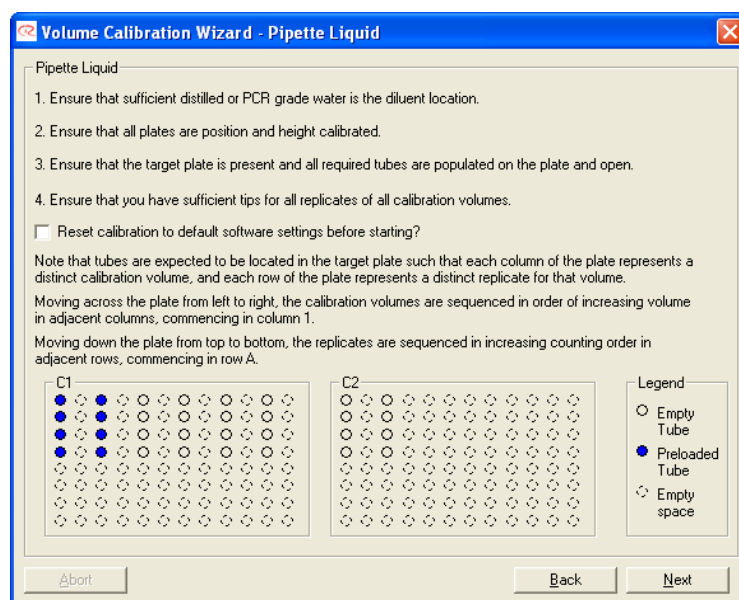 Volume Calibration Wizard - Pipette Liquid
Pipette Liquid
1. Ensure that sufficient distilled or PCR grade water is the diluent location.
2. Ensure that all plates are position and height calibrated.
3. Ensure that the target plate is present and all required tubes are populated on the plate and open.
4. Ensure that you have sufficient tips for all replicates of all calibration volumes.
Reset calibration to default software settings before starting?
Note that tubes are expected to be located in the target plate such that each column of the plate represents a
distinct calibration volume, and each row of the plate represents a distinct replicate for that volume.
Moving across the plate from left to right, the calibration volumes are sequenced in order of increasing volume
in adjacent columns, commencing in column 1.
Moving down the plate from top to bottom, the replicates are sequenced in increasing counting order in
adjacent rows, commencing in row A.
C1
C2
Legend
Empty
Tube
Preloaded
Tube
Empty
space
Abort
Back
Next